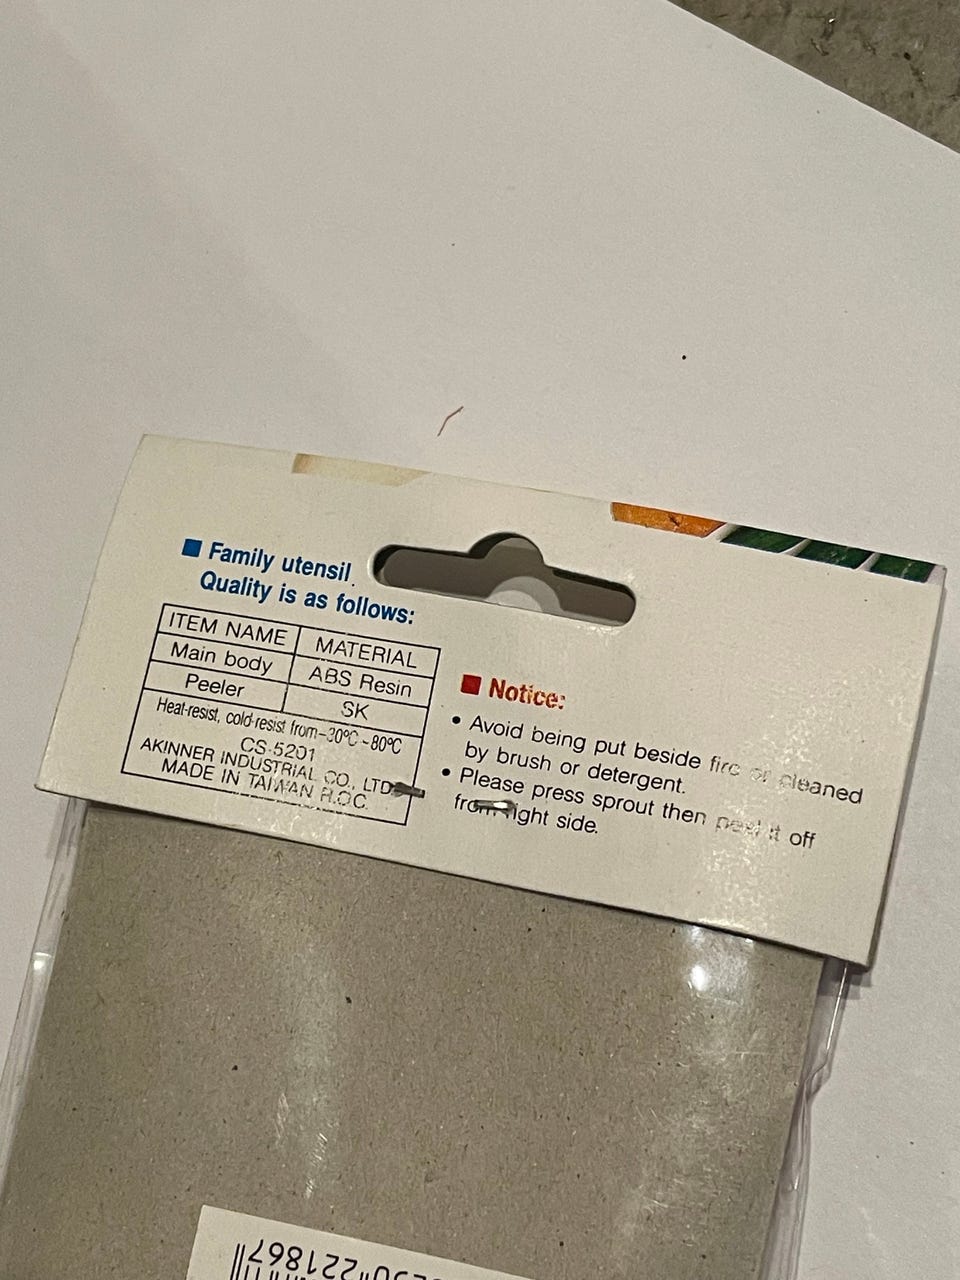 Family utensil
Quality is as follows:
ITEM NAME MATERIAL
Main body ABS Resin
Peeler SK
Heat-resist, cold-resist from-30°C~80°C
CS-5201
AKINNER INDUSTRIAL CO., LTD
MADE IN TAIWAN R.O.C.
Notice:
• Avoid being put beside fire or cleaned
by brush or detergent.
• Please press sprout then peel it off
from right side.
221867